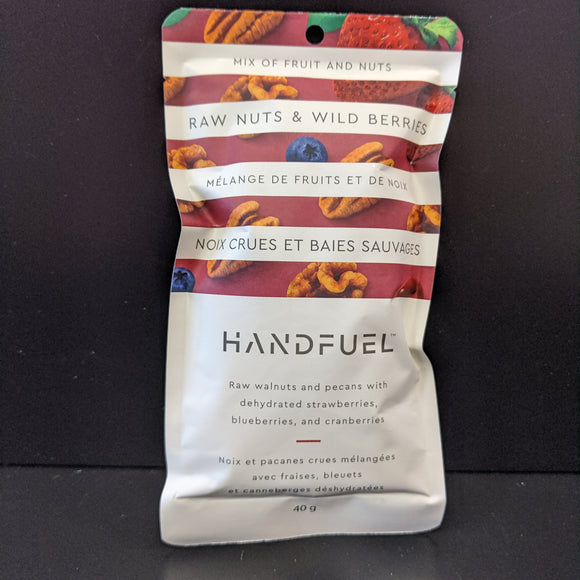 MIX OF FRUIT AND NUTS
RAW NUTS & WILD BERRIES
MÉLANGE DE FRUITS ET DE NOIX
NOIX CRUES ET BAIES SAUVAGES
HANDFUEL™
Raw walnuts and pecans with
dehydrated strawberries,
blueberries, and cranberries
Noix et pacanes crues mélangées
avec fraises, bleuets
et canneberges déshydratées
40 g